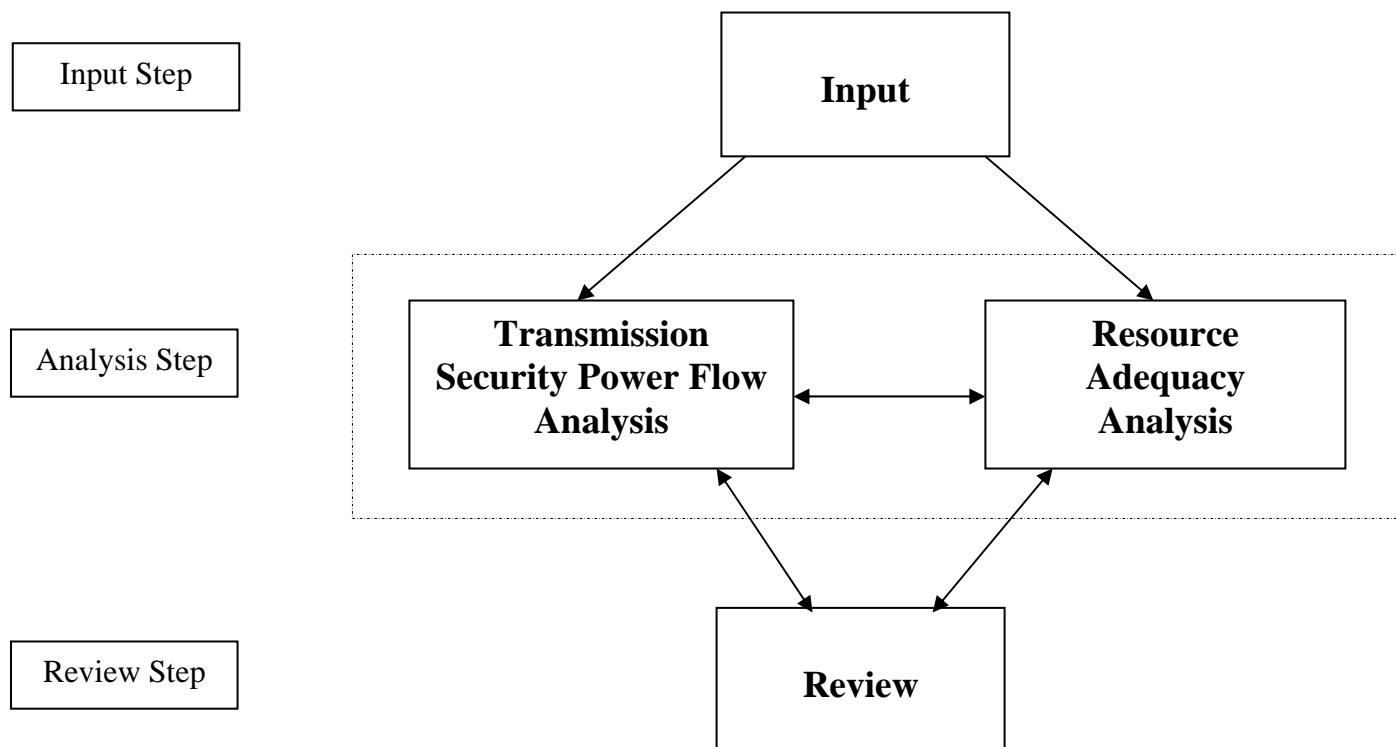 Input Step
Input
Analysis Step
Transmission
Security Power Flow
Analysis
Resource
Adequacy
Analysis
Review Step
Review